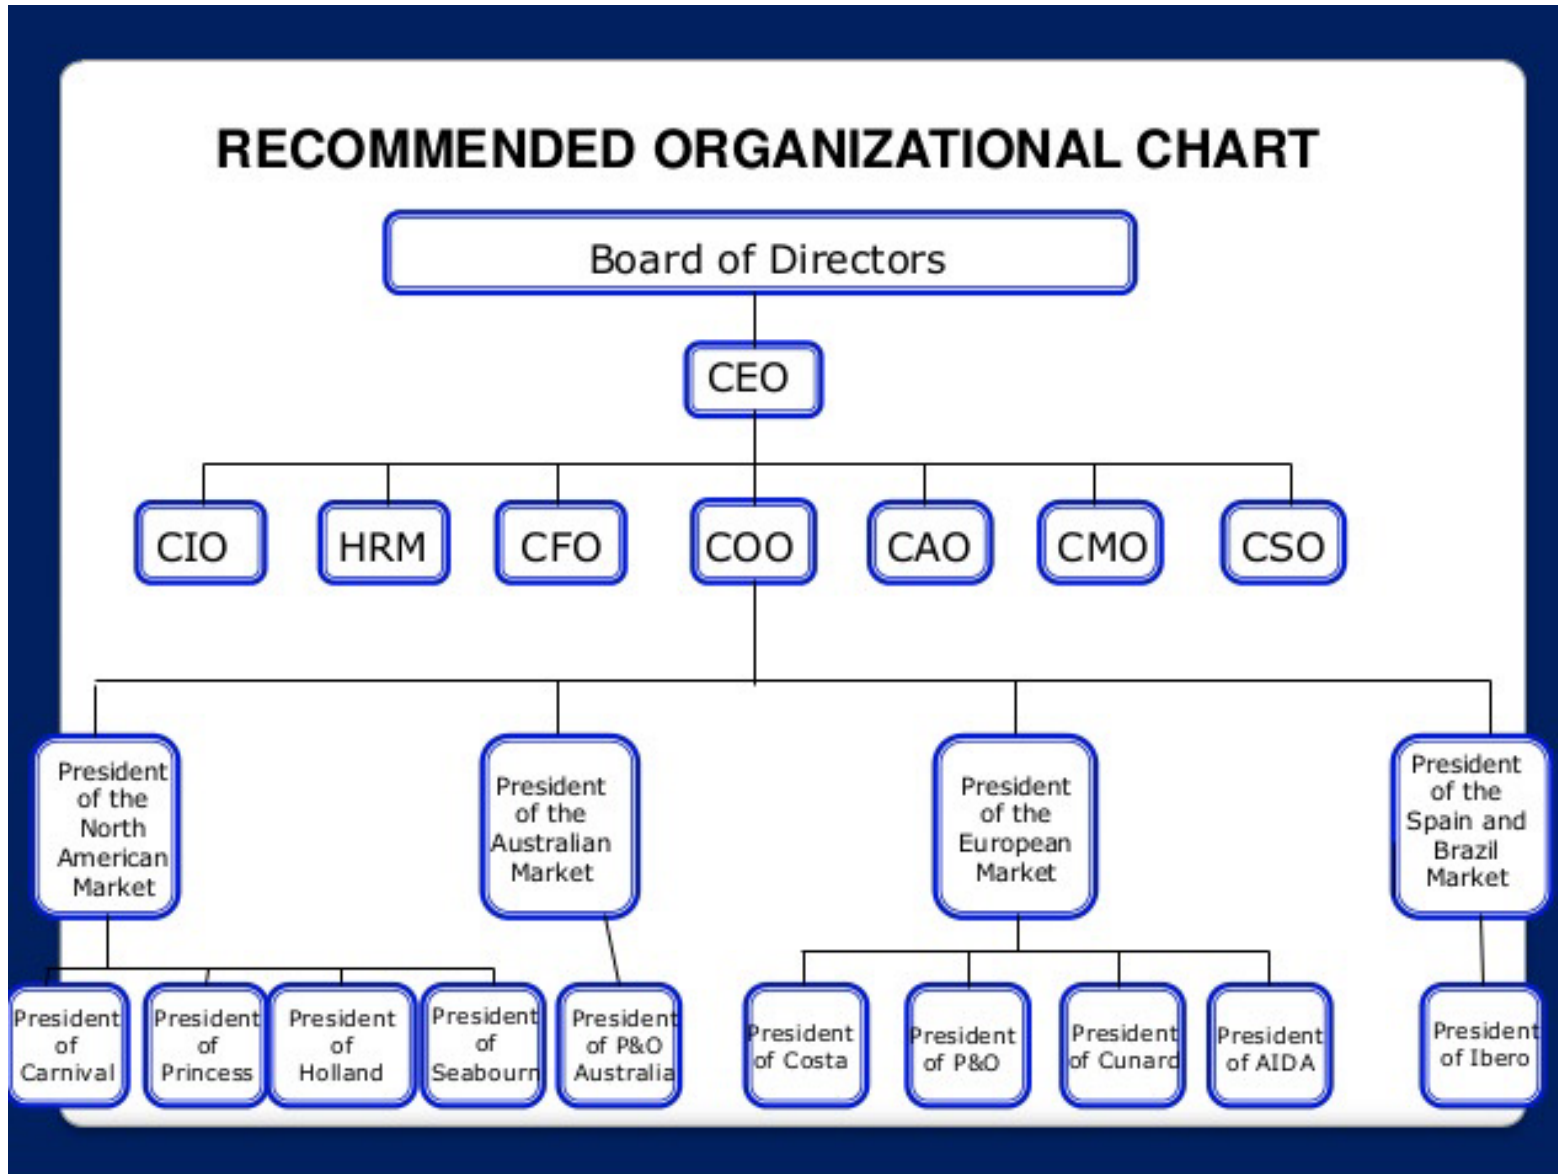 RECOMMENDED ORGANIZATIONAL CHART
Board of Directors
CEO
CIO
HRM
CFO
COO
CAO
CMO
CSO
President
of the
North
American
Market
President
of the
Australian
Market
President
of the
European
Market
President
of the
Spain and
Brazil
Market
President
of
Carnival
President
of
Princess
President
of
Holland
President
of
Seabourn
President
of P&O
Australia
President
of Costa
President
of P&O
President
of Cunard
President
of AIDA
President
of Ibero